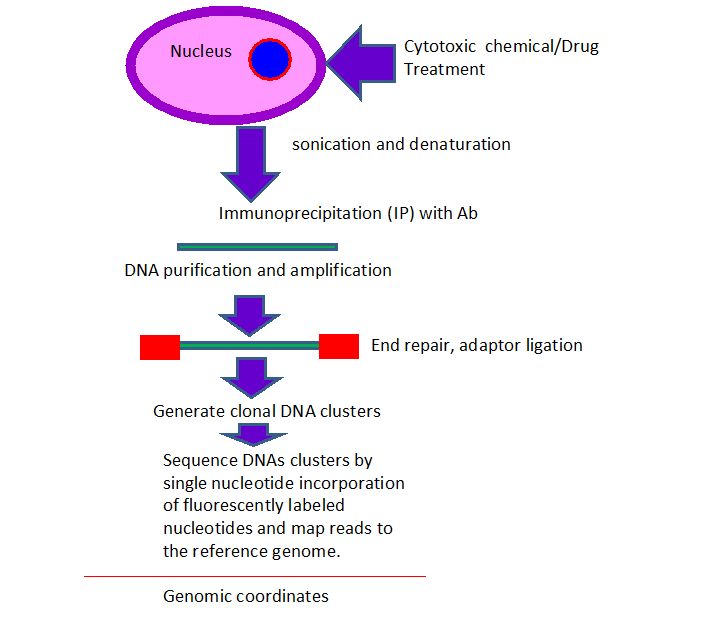 Nucleus
Cytotoxic chemical/Drug
Treatment
sonication and denaturation
Immunoprecipitation (IP) with Ab
DNA purification and amplification
End repair, adaptor ligation
Generate clonal DNA clusters
Sequence DNAs clusters by
single nucleotide incorporation
of fluorescently labeled
nucleotides and map reads to
the reference genome.
Genomic coordinates